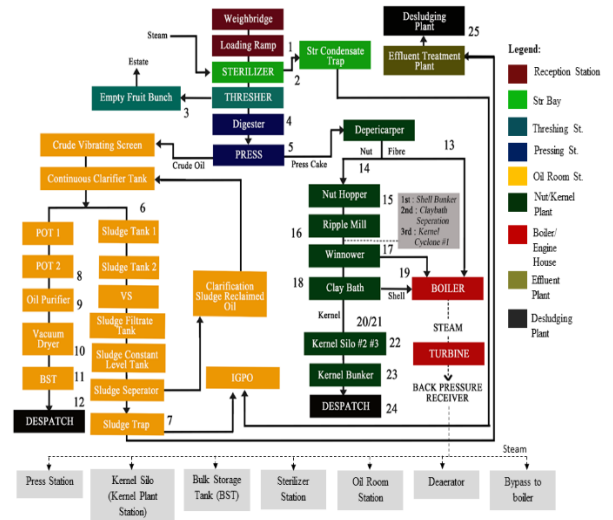 Weighbridge
Steam
Loading Ramp
1
STERILIZER
2
Str Condensate
Trap
Desludging
Plant
25
Effluent Treatment
Plant
Estate
Empty Fruit Bunch
3
THRESHER
4
Digester
5
PRESS
Crude Oil
Press Cake
Crude Vibrating Screen
Continuous Clarifier Tank
6
Depericarper
Nut
Fibre
13
14
POT 1
POT 2
8
Oil Purifier
9
Vacuum
Dryer
10
BST
11
12
DESPATCH
Sludge Tank 1
Sludge Tank 2
VS
Sludge Filtrate
Tank
Sludge Constant
Level Tank
Sludge Seperator
Sludge Trap
7
Clarification
Sludge Reclaimed
Oil
IGPO
Nut Hopper
15
16
Ripple Mill
1st : Shell Bunker
2nd : Claybath
Seperation
3rd : Kernel
Cyclone #1
Winnower
17
18
Clay Bath
19
Shell
Kernel
20/21
Kernel Silo #2 #3
22
Kernel Bunker
23
DESPATCH
24
BOILER
STEAM
TURBINE
BACK PRESSURE
RECEIVER
Steam
Press Station
Kernel Silo
(Kernel Plant
Station)
Bulk Storage
Tank (BST)
Sterilizer
Station
Oil Room
Station
Deaerator
Bypass to
boiler
Legend:
Reception Station
Str Bay
Threshing St.
Pressing St.
Oil Room St.
Nut/Kernel
Plant
Boiler/
Engine
House
Effluent
Plant
Desludging
Plant